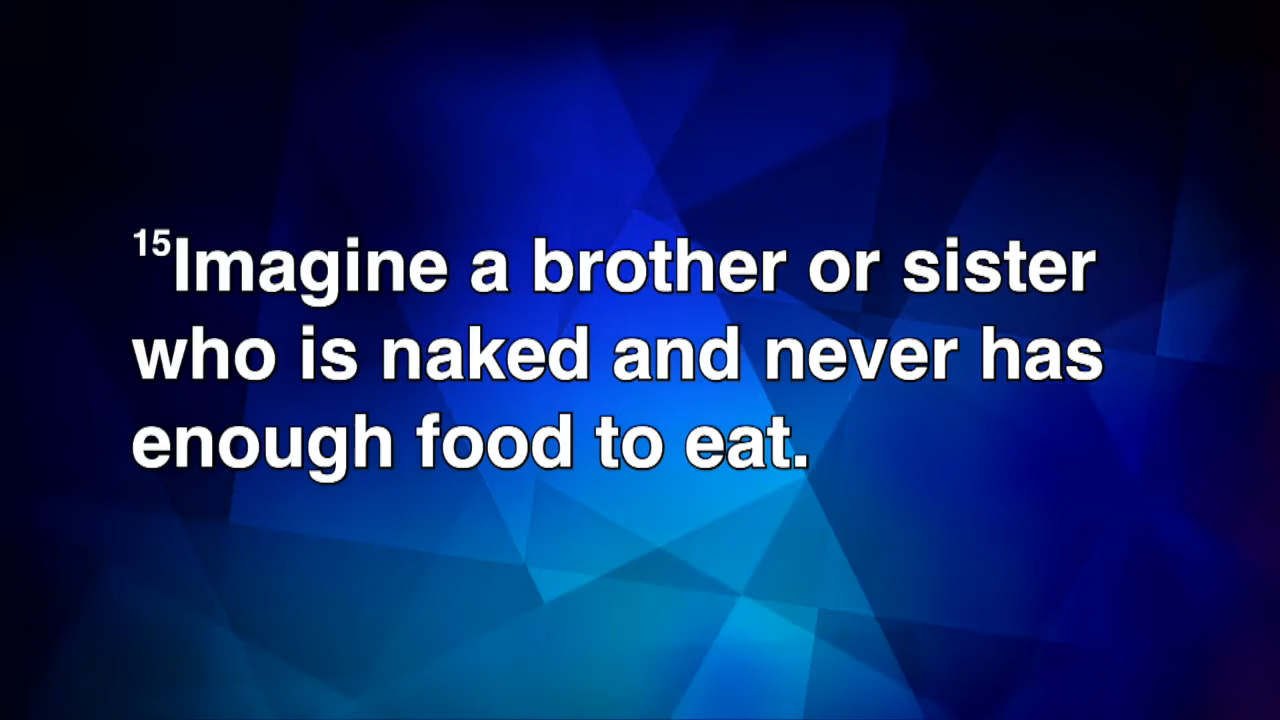 15Imagine a brother or sister
who is naked and never has
enough food to eat.